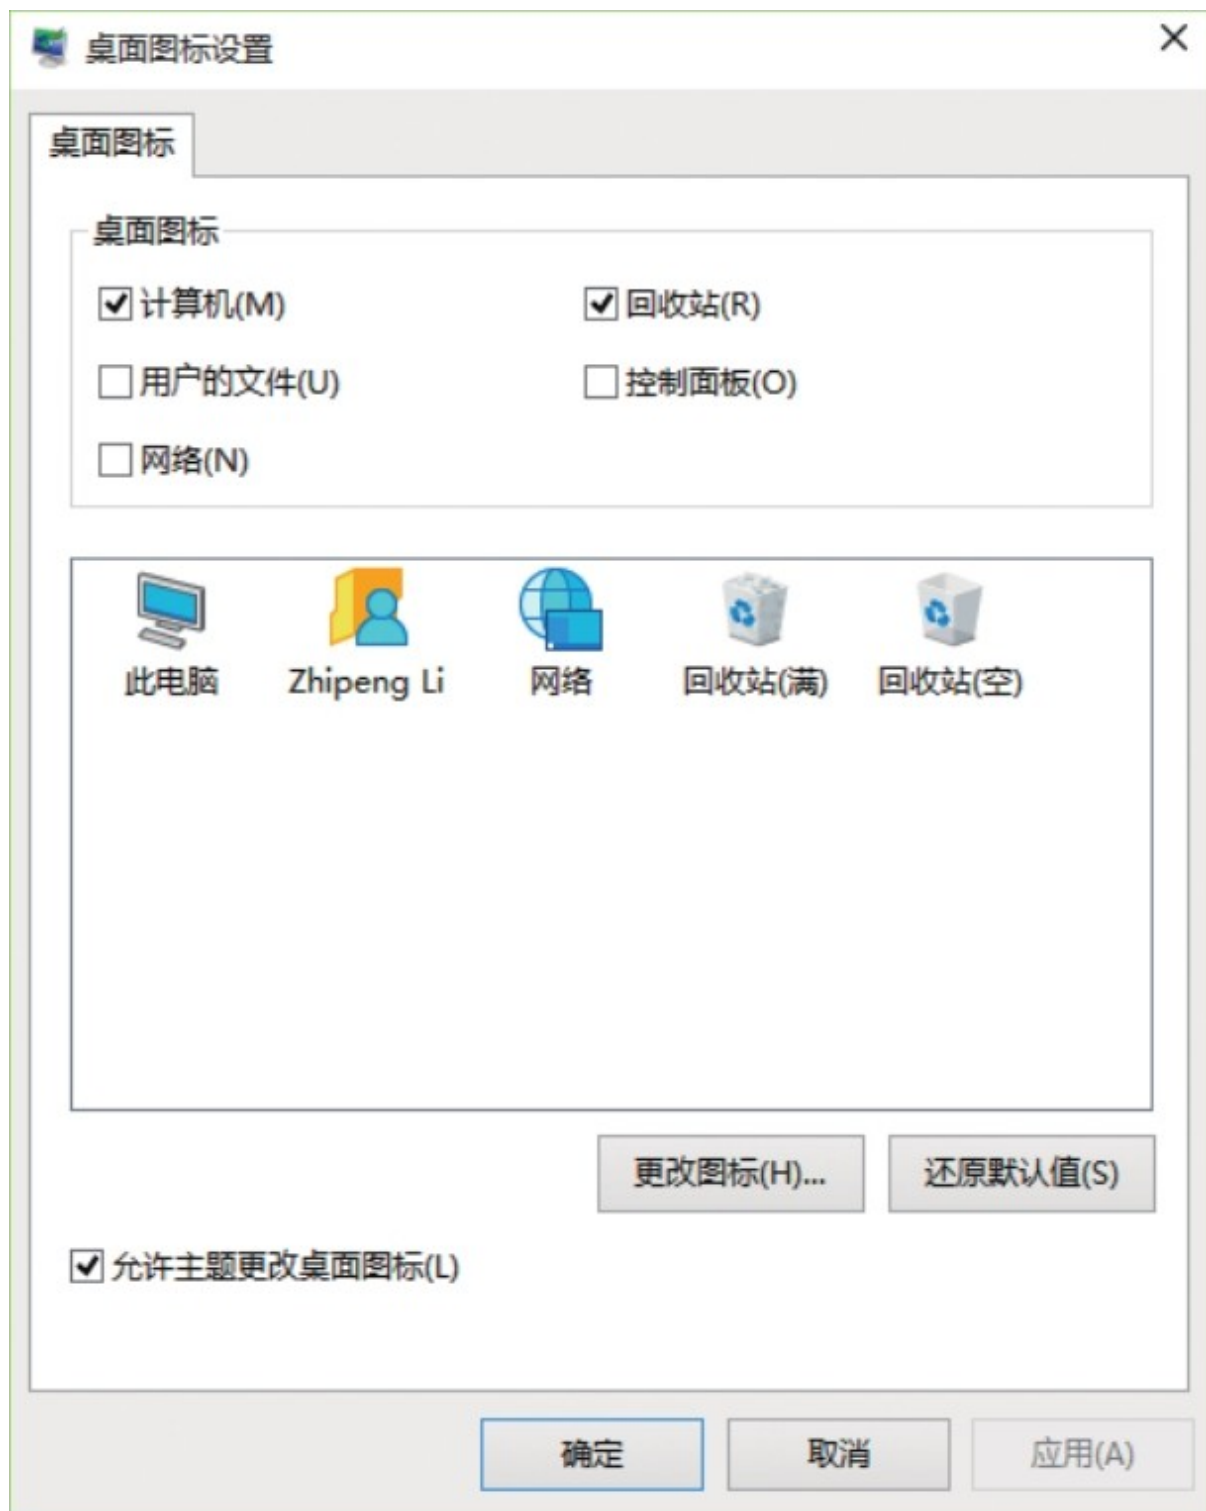 桌面图标设置
桌面图标
桌面图标
计算机(M) 回收站(R)
用户的文件(U) 控制面板(O)
网络(N)
此电脑 Zhipeng Li 网络 回收站(满) 回收站(空)
更改图标(H)... 还原默认值(S)
允许主题更改桌面图标(L)
确定 取消 应用(A)